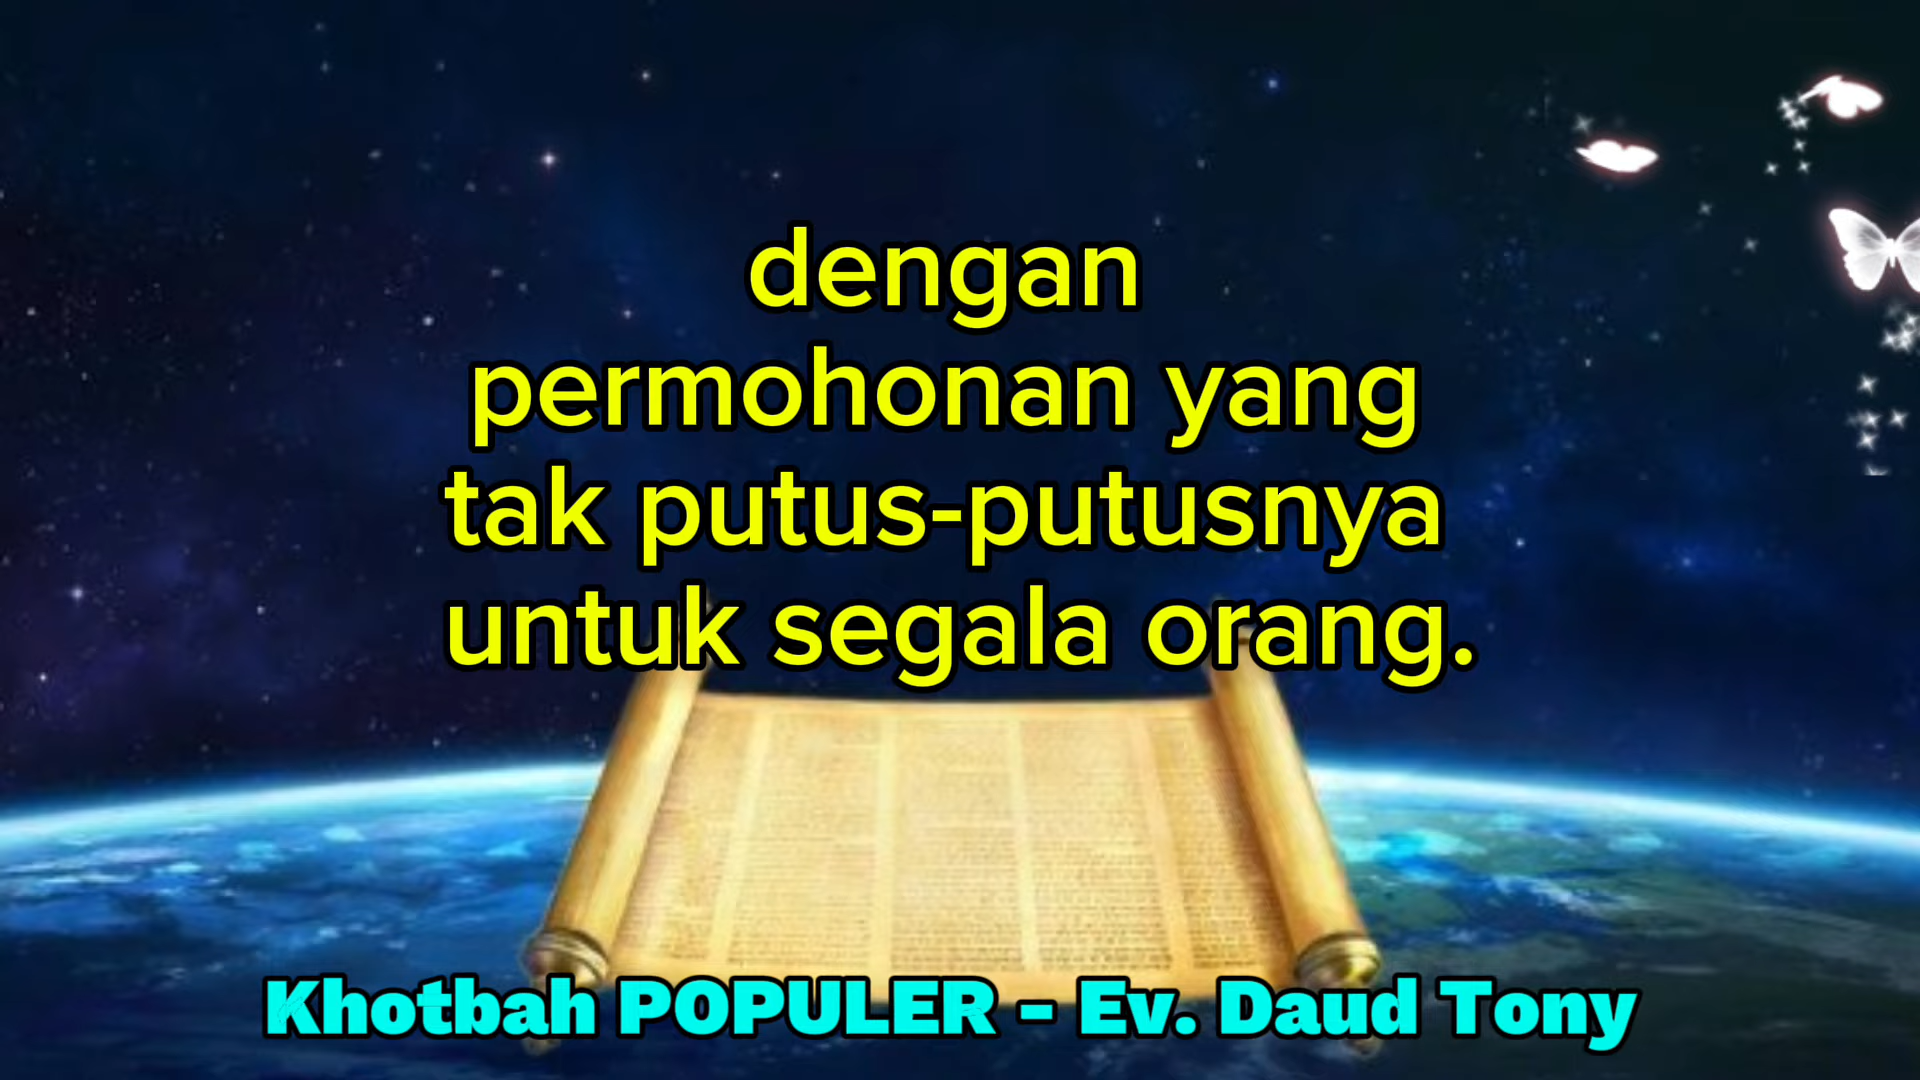 dengan
permohonan yang
tak putus-putusnya
untuk segala orang.
Khotbah POPULER - Ev. Daud Tony